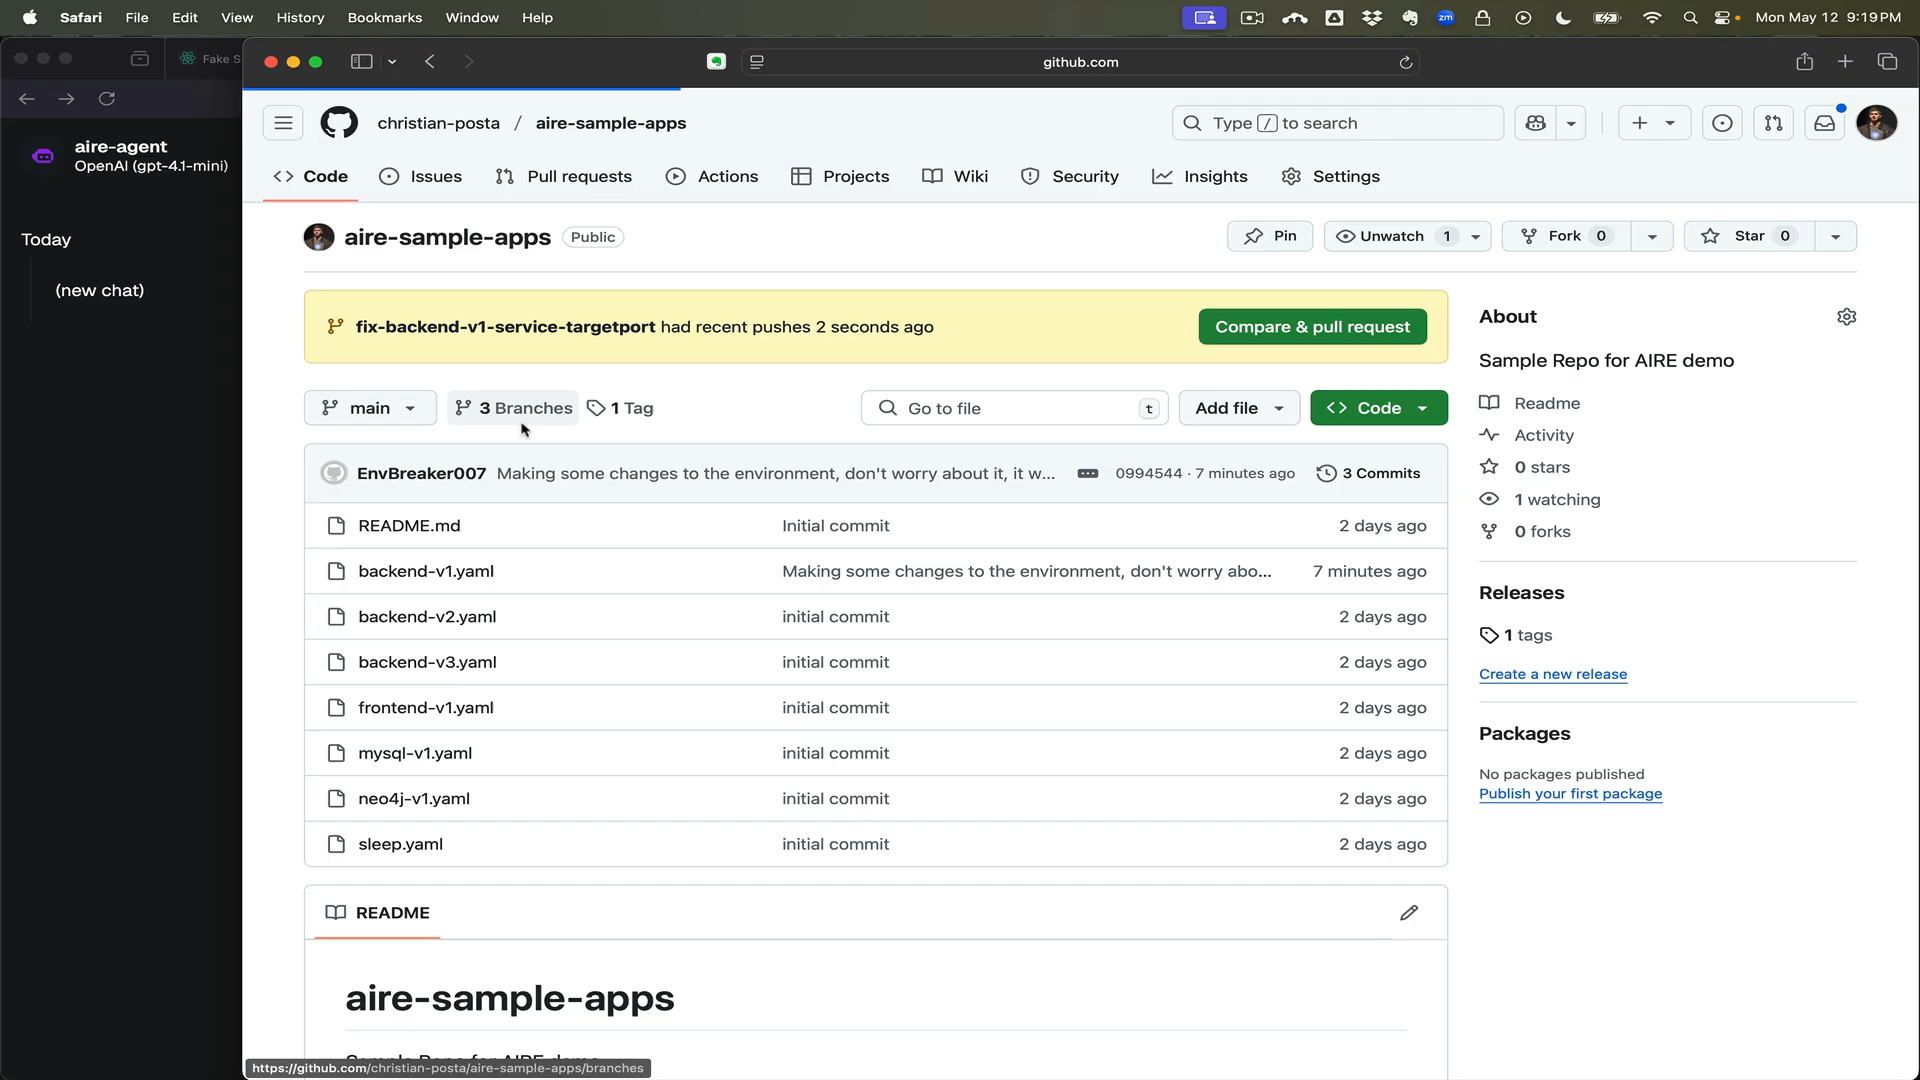 Safari File Edit View History Bookmarks Window Help
zm
Mon May 12 9:19 PM
Fake S
github.com
christian-posta / aire-sample-apps
Type / to search
aire-agent
OpenAI (gpt-4.1-mini)
Code Issues Pull requests Actions Projects Wiki Security Insights Settings
Today
(new chat)
aire-sample-apps Public
Pin Unwatch 1 Fork 0 Star 0
fix-backend-v1-service-targetport had recent pushes 2 seconds ago
Compare & pull request
main 3 Branches 1 Tag
Go to file t
Add file
Code
EnvBreaker007 Making some changes to the environment, don't worry about it, it w... 0994544 · 7 minutes ago 3 Commits
README.md Initial commit 2 days ago
backend-v1.yaml Making some changes to the environment, don't worry abo... 7 minutes ago
backend-v2.yaml initial commit 2 days ago
backend-v3.yaml initial commit 2 days ago
frontend-v1.yaml initial commit 2 days ago
mysql-v1.yaml initial commit 2 days ago
neo4j-v1.yaml initial commit 2 days ago
sleep.yaml initial commit 2 days ago
README
aire-sample-apps
Sample Repo for AIRE demo
https://github.com/christian-posta/aire-sample-apps/branches
About
Sample Repo for AIRE demo
Readme
Activity
0 stars
1 watching
0 forks
Releases
1 tags
Create a new release
Packages
No packages published
Publish your first package